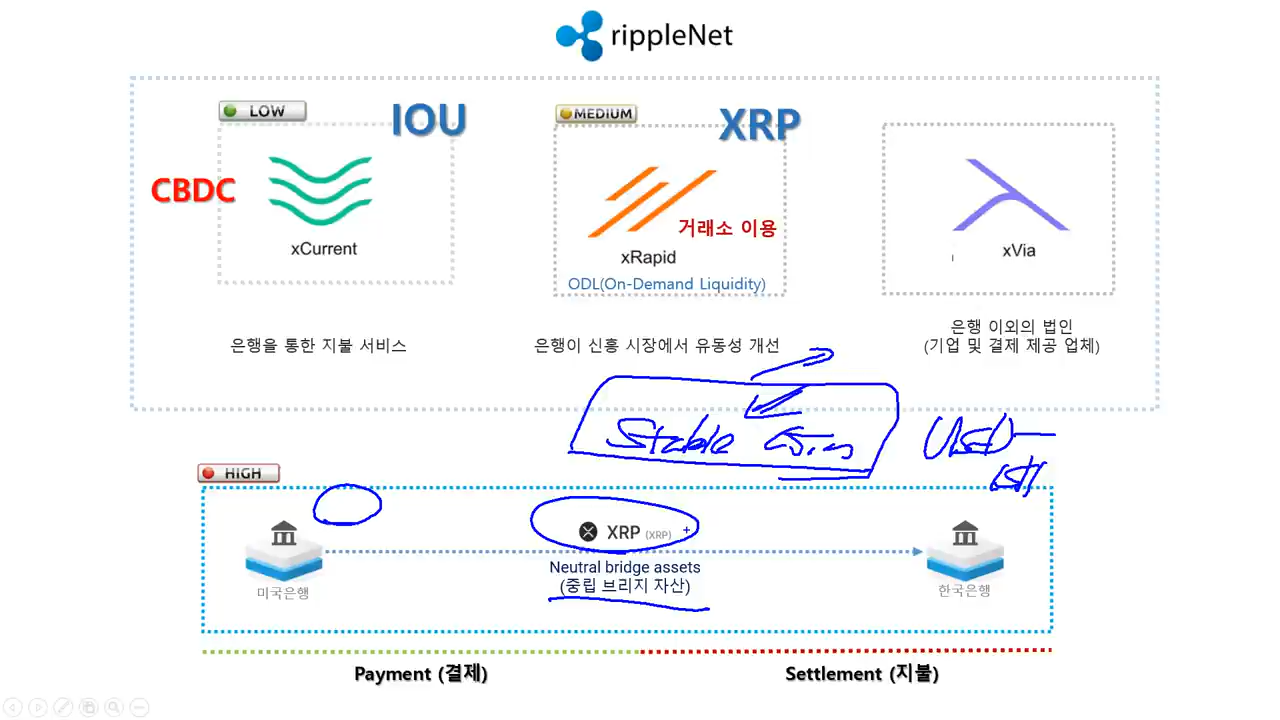 rippleNet
LOW
IOU
MEDIUM
XRP
CBDC
xCurrent
거래소 이용
xRapid
ODL(On-Demand Liquidity)
xVia
은행을 통한 지불 서비스
은행이 신흥 시장에서 유동성 개선
은행 이외의 법인
(기업 및 결제 제공 업체)
Stable Coin
HIGH
XRP (XRP)
Neutral bridge assets
(중립 브리지 자산)
미국은행
한국은행
Payment (결제)
Settlement (지불)